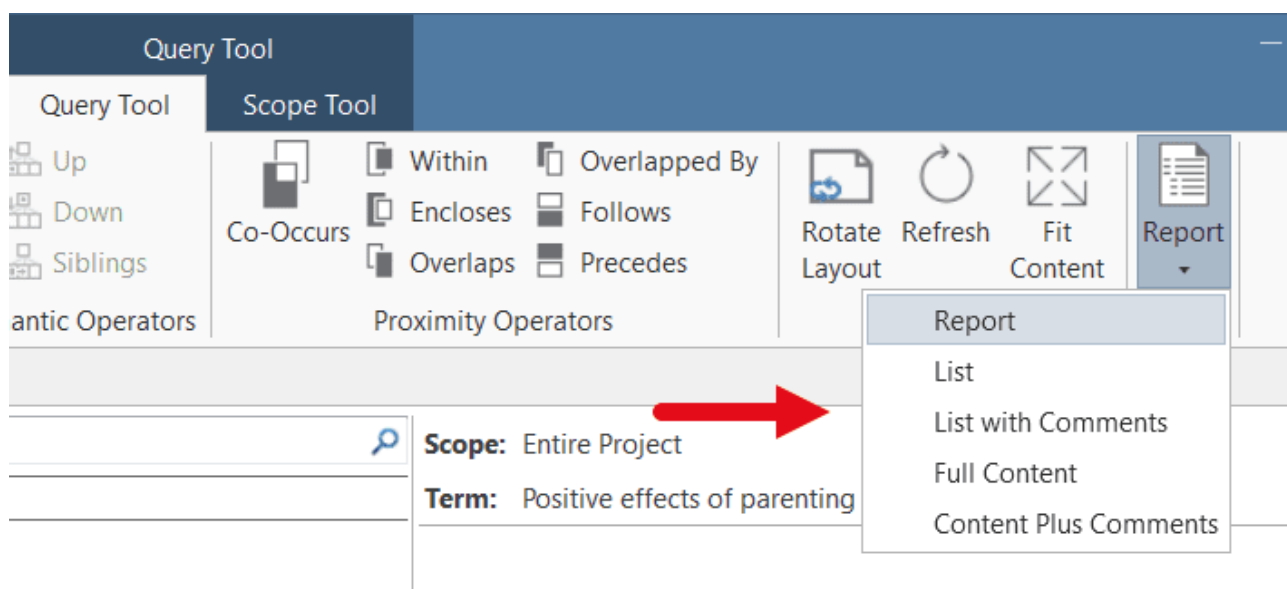 Query Tool
Query Tool Scope Tool
Up
Down
Siblings
antic Operators
Co-Occurs
Within
Encloses
Overlaps
Overlapped By
Follows
Precedes
Proximity Operators
Rotate
Layout
Refresh
Fit
Content
Report
Report
List
List with Comments
Full Content
Content Plus Comments
Scope: Entire Project
Term: Positive effects of parenting